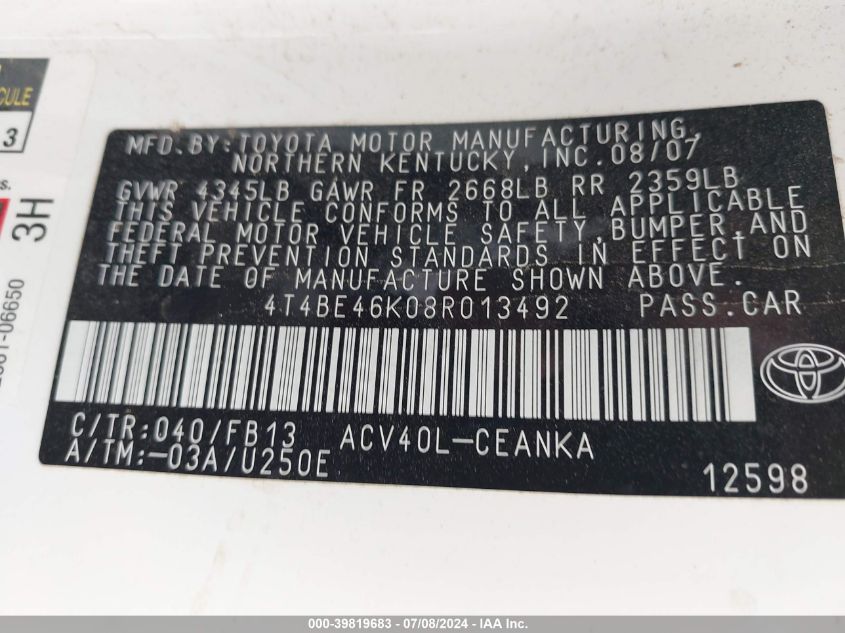 MFD.BY:TOYOTA MOTOR MANUFACTURING,
NORTHERN KENTUCKY,INC.08/07
GVWR 4345LB GAWR FR 2668LB RR 2359LB
THIS VEHICLE CONFORMS TO ALL APPLICABLE
FEDERAL MOTOR VEHICLE SAFETY,BUMPER,AND
THEFT PREVENTION STANDARDS IN EFFECT ON
THE DATE OF MANUFACTURE SHOWN ABOVE.
4T4BE46K08R013492 PASS.CAR
C/TR:040/FB13 ACV40L-CEANKA
A/TM:-03A/U250E
12598
3
3H
06650
000-39819683 / 07/08/2024 - IAA Inc.